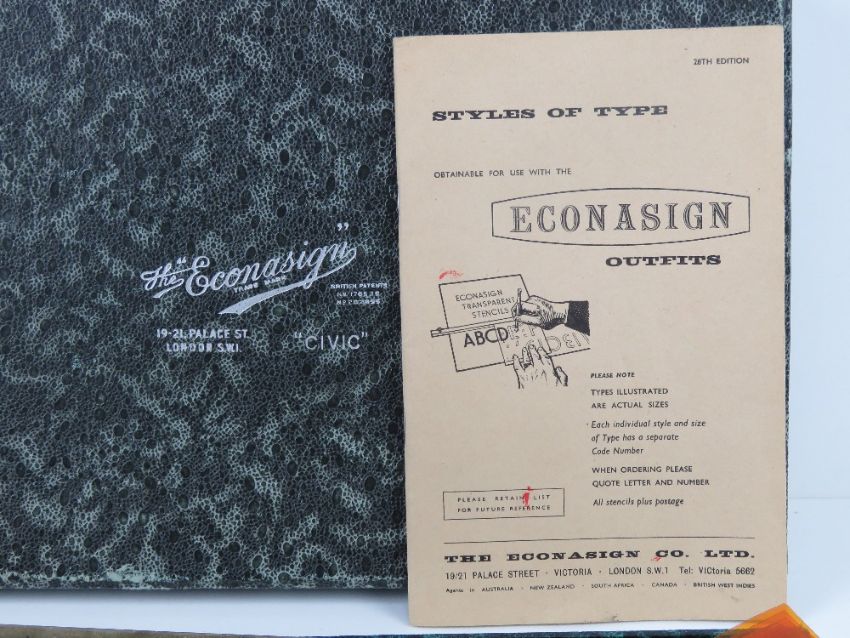 The "Econasign"
TRADE MARK
BRITISH PATENTS
19-21, PALACE ST.
LONDON S.W.1
"CIVIC"
28TH EDITION
STYLES OF TYPE
OBTAINABLE FOR USE WITH THE
ECONASIGN
OUTFITS
ECONASIGN
TRANSPARENT
STENCILS
ABCD
PLEASE NOTE
TYPES ILLUSTRATED
ARE ACTUAL SIZES
Each individual style and size
of Type has a separate
Code Number
WHEN ORDERING PLEASE
QUOTE LETTER AND NUMBER
All stencils plus postage
PLEASE RETAIN LIST
FOR FUTURE REFERENCE
THE ECONASIGN CO. LTD.
19/21 PALACE STREET · VICTORIA · LONDON S.W.1 Tel: VICtoria 5662
Agents in AUSTRALIA · NEW ZEALAND · SOUTH AFRICA · CANADA · BRITISH WEST INDIES